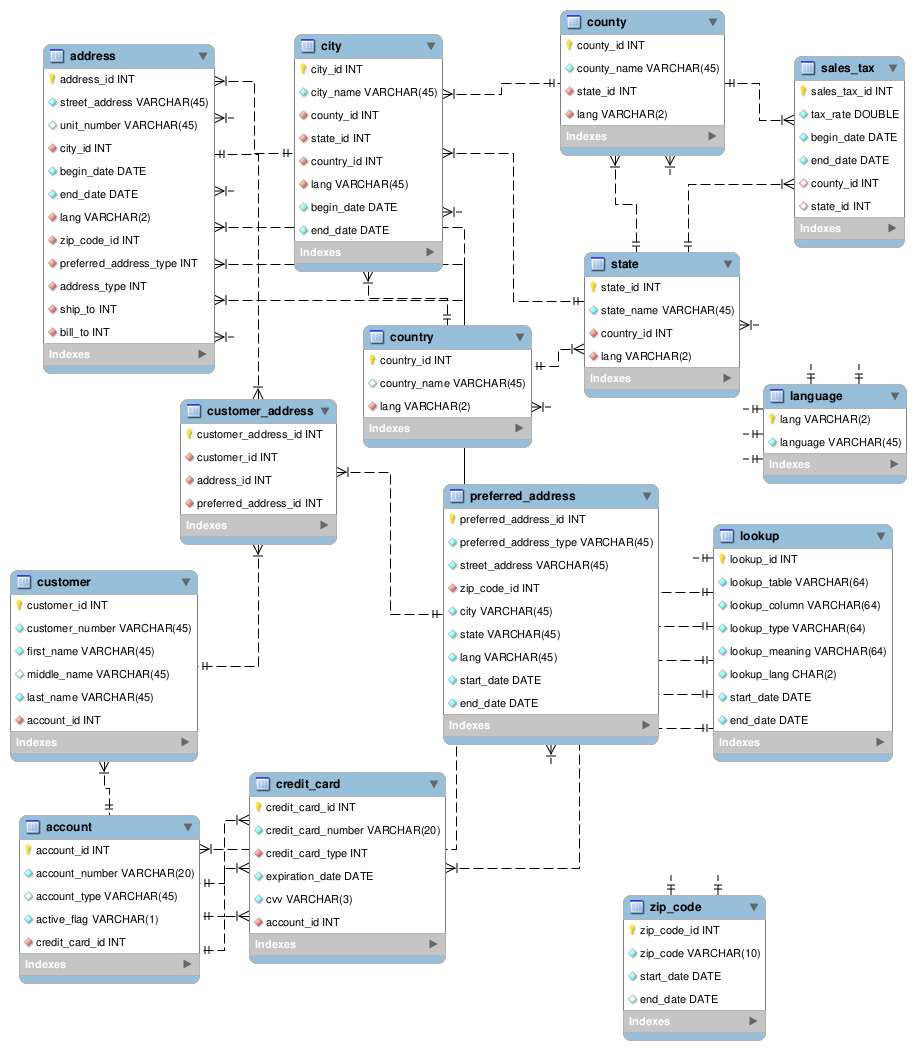 address
address_id INT
street_address VARCHAR(45)
unit_number VARCHAR(45)
city_id INT
begin_date DATE
end_date DATE
lang VARCHAR(2)
zip_code_id INT
preferred_address_type INT
address_type INT
ship_to INT
bill_to INT
Indexes
city
city_id INT
city_name VARCHAR(45)
county_id INT
state_id INT
country_id INT
lang VARCHAR(45)
begin_date DATE
end_date DATE
Indexes
county
county_id INT
county_name VARCHAR(45)
state_id INT
lang VARCHAR(2)
Indexes
sales_tax
sales_tax_id INT
tax_rate DOUBLE
begin_date DATE
end_date DATE
county_id INT
state_id INT
Indexes
state
state_id INT
state_name VARCHAR(45)
country_id INT
lang VARCHAR(2)
Indexes
country
country_id INT
country_name VARCHAR(45)
lang VARCHAR(2)
Indexes
language
lang VARCHAR(2)
language VARCHAR(45)
Indexes
customer_address
customer_address_id INT
customer_id INT
address_id INT
preferred_address_id INT
Indexes
preferred_address
preferred_address_id INT
preferred_address_type VARCHAR(45)
street_address VARCHAR(45)
zip_code_id INT
city VARCHAR(45)
state VARCHAR(45)
lang VARCHAR(45)
start_date DATE
end_date DATE
Indexes
lookup
lookup_id INT
lookup_table VARCHAR(64)
lookup_column VARCHAR(64)
lookup_type VARCHAR(64)
lookup_meaning VARCHAR(64)
lookup_lang CHAR(2)
start_date DATE
end_date DATE
Indexes
customer
customer_id INT
customer_number VARCHAR(45)
first_name VARCHAR(45)
middle_name VARCHAR(45)
last_name VARCHAR(45)
account_id INT
Indexes
credit_card
credit_card_id INT
credit_card_number VARCHAR(20)
credit_card_type INT
expiration_date DATE
cvv VARCHAR(3)
account_id INT
Indexes
account
account_id INT
account_number VARCHAR(20)
account_type VARCHAR(45)
active_flag VARCHAR(1)
credit_card_id INT
Indexes
zip_code
zip_code_id INT
zip_code VARCHAR(10)
start_date DATE
end_date DATE
Indexes